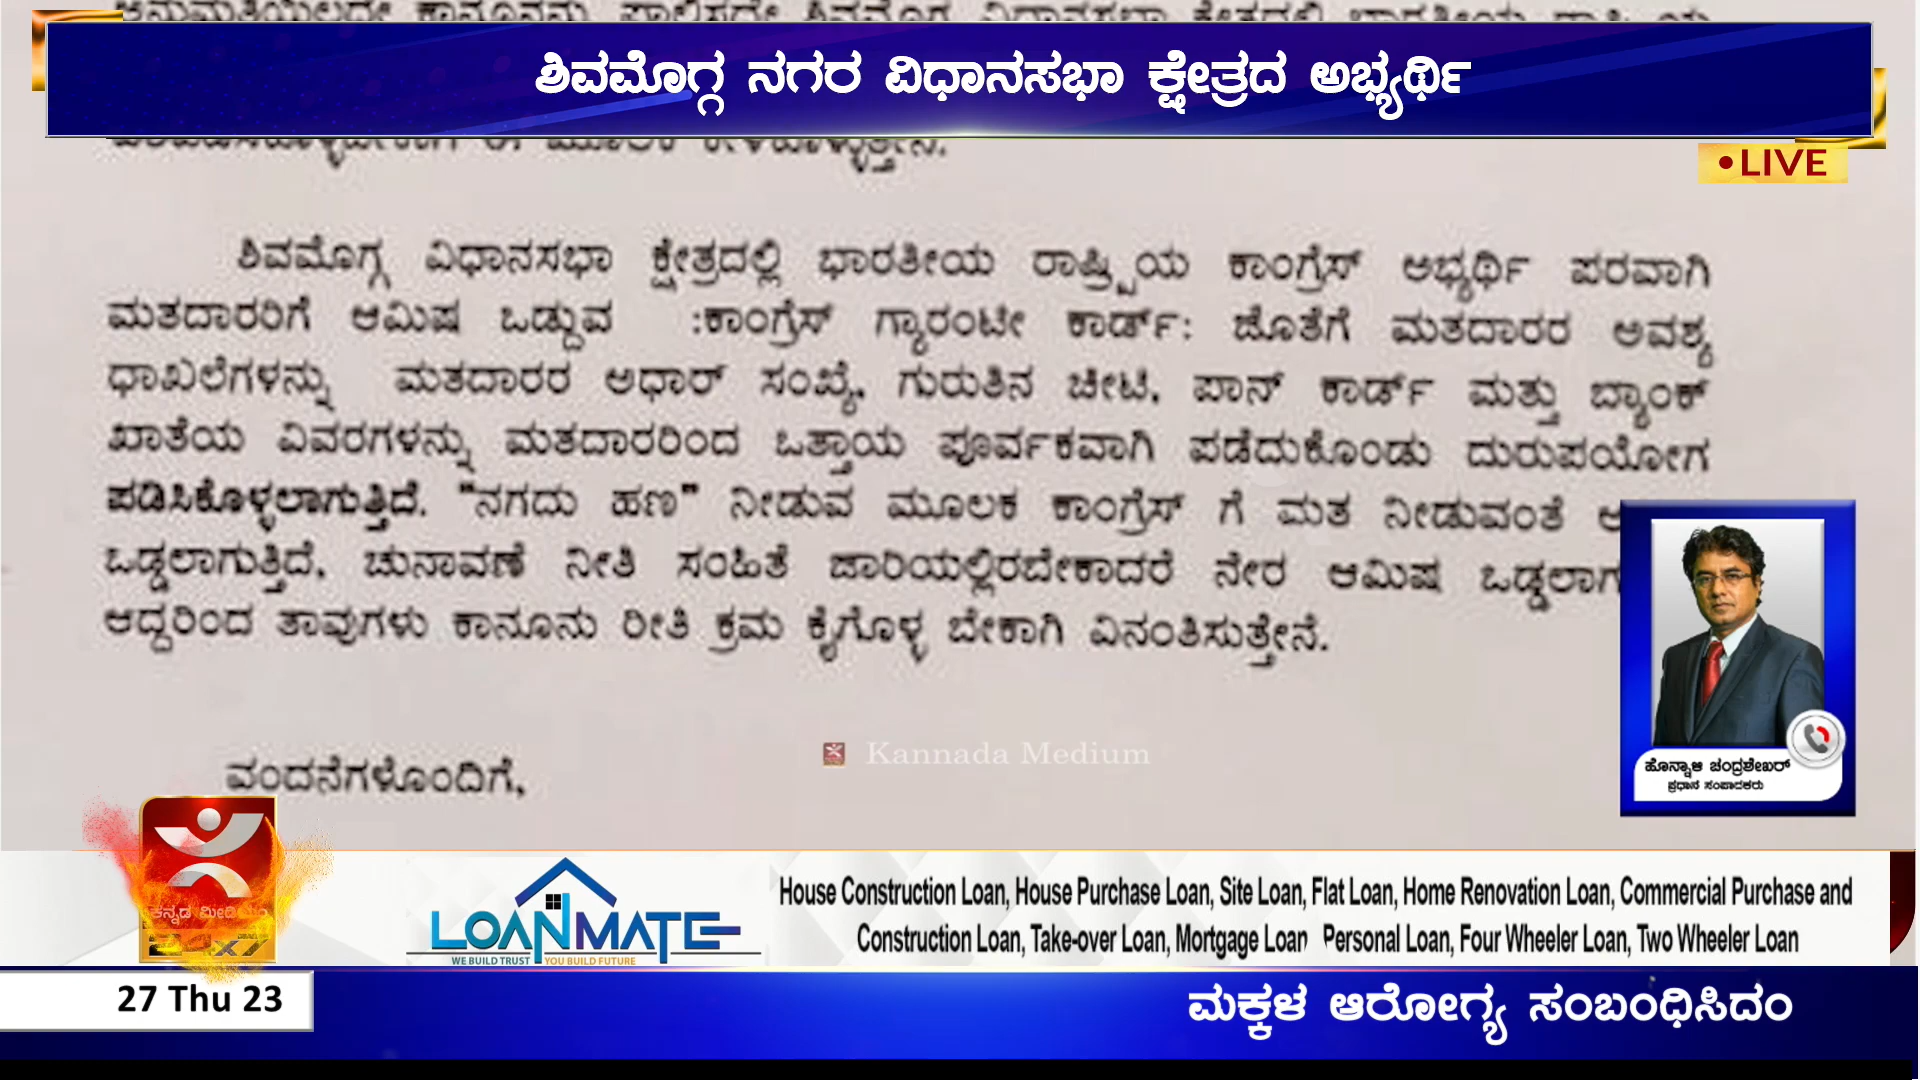 ಶಿವಮೊಗ್ಗ ನಗರ ವಿಧಾನಸಭಾ ಕ್ಷೇತ್ರದ ಅಭ್ಯರ್ಥಿ
•LIVE
ಶಿವಮೊಗ್ಗ ವಿಧಾನಸಭಾ ಕ್ಷೇತ್ರದಲ್ಲಿ ಭಾರತೀಯ ರಾಷ್ಟ್ರಿಯ ಕಾಂಗ್ರೆಸ್ ಅಭ್ಯರ್ಥಿ ಪರವಾಗಿ
ಮತದಾರರಿಗೆ ಆಮಿಷ ಒಡ್ಡುವ :ಕಾಂಗ್ರೆಸ್ ಗ್ಯಾರಂಟೀ ಕಾರ್ಡ್: ಜೊತೆಗೆ ಮತದಾರರ ಅವಶ್ಯ
ಧಾಖಲೆಗಳನ್ನು ಮತದಾರರ ಅಧಾರ್ ಸಂಖ್ಯೆ, ಗುರುತಿನ ಚೀಟಿ, ಪಾನ್ ಕಾರ್ಡ್ ಮತ್ತು ಬ್ಯಾಂಕ್
ಖಾತೆಯ ವಿವರಗಳನ್ನು ಮತದಾರರಿಂದ ಒತ್ತಾಯ ಪೂರ್ವಕವಾಗಿ ಪಡೆದುಕೊಂಡು ದುರುಪಯೋಗ
ಪಡಿಸಿಕೊಳ್ಳಲಾಗುತ್ತಿದೆ. "ನಗದು ಹಣ" ನೀಡುವ ಮೂಲಕ ಕಾಂಗ್ರೆಸ್ ಗೆ ಮತ ನೀಡುವಂತೆ
ಒಡ್ಡಲಾಗುತ್ತಿದೆ, ಚುನಾವಣೆ ನೀತಿ ಸಂಹಿತೆ ಜಾರಿಯಲ್ಲಿರಬೇಕಾದರೆ ನೇರ ಆಮಿಷ ಒಡ್ಡಲಾಗ
ಆದ್ದರಿಂದ ತಾವುಗಳು ಕಾನೂನು ರೀತಿ ಕ್ರಮ ಕೈಗೊಳ್ಳ ಬೇಕಾಗಿ ವಿನಂತಿಸುತ್ತೇನೆ.
Kannada Medium
ಹೊನ್ನಾಳಿ ಚಂದ್ರಶೇಖರ್
ಪ್ರಧಾನ ಸಂಪಾದಕರು
ವಂದನೆಗಳೊಂದಿಗೆ,
ಕನ್ನಡ ಮೀಡಿಯಂ
24x7
LOANMATE
WE BUILD TRUST YOU BUILD FUTURE
House Construction Loan, House Purchase Loan, Site Loan, Flat Loan, Home Renovation Loan, Commercial Purchase and
Construction Loan, Take-over Loan, Mortgage Loan Personal Loan, Four Wheeler Loan, Two Wheeler Loan
27 Thu 23
ಮಕ್ಕಳ ಆರೋಗ್ಯ ಸಂಬಂಧಿಸಿದಂ